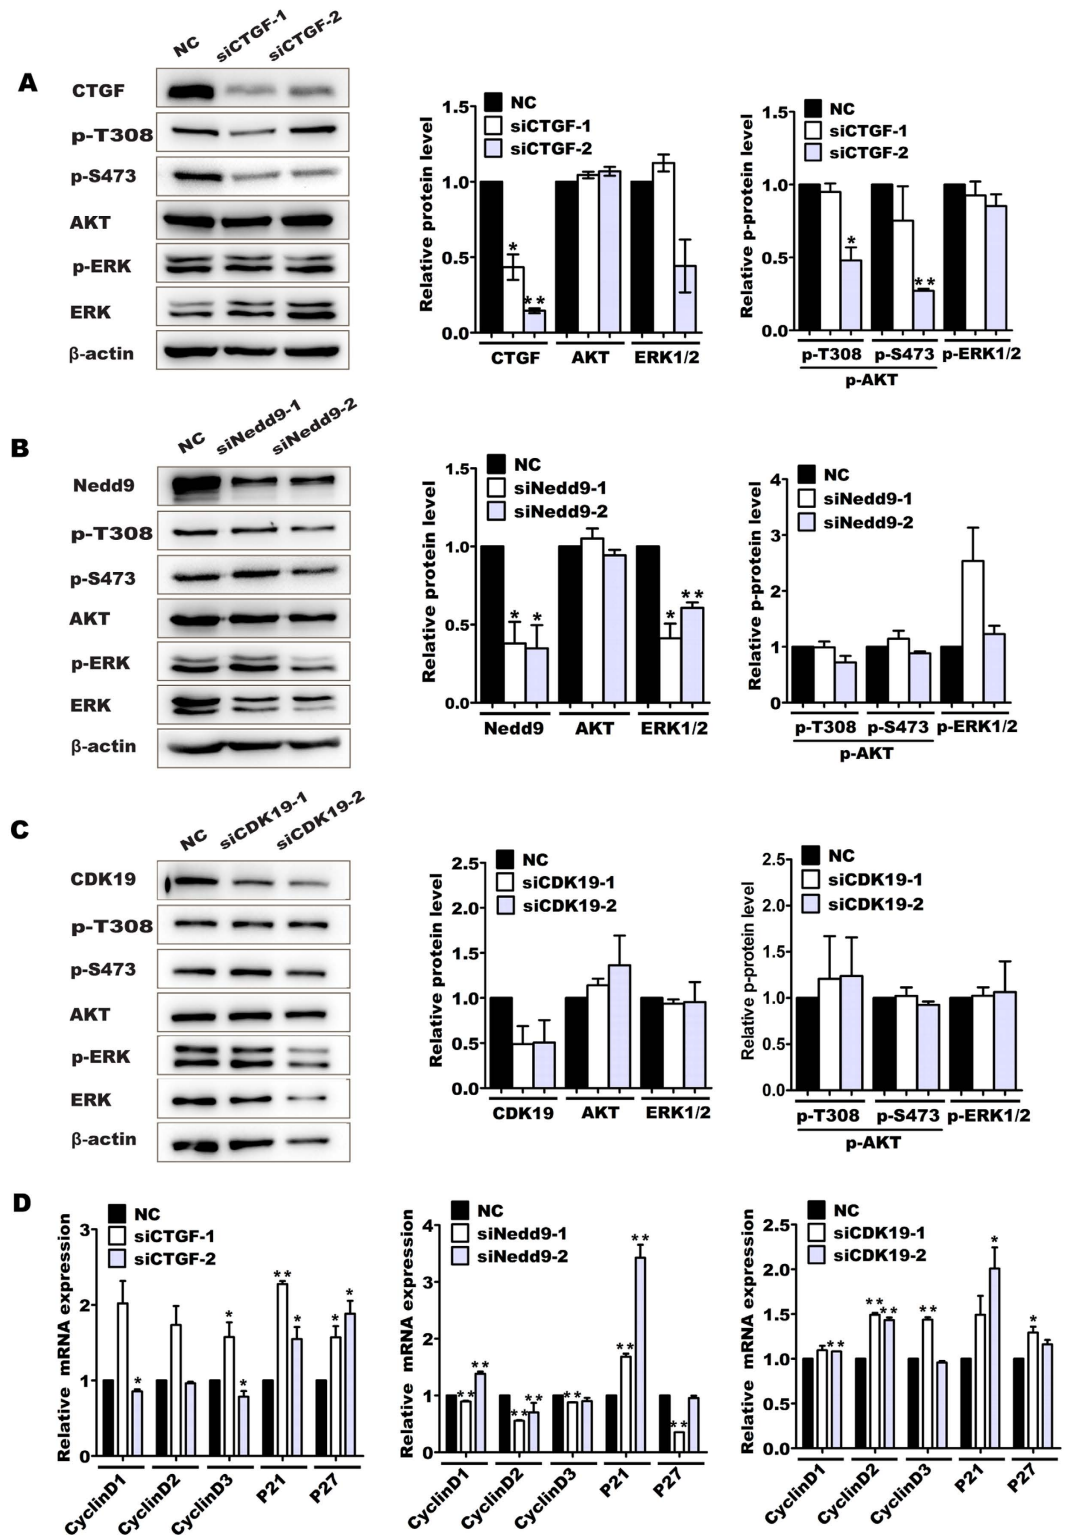 A
NC siCTGF-1 siCTGF-2
CTGF
p-T308
p-S473
AKT
p-ERK
ERK
β-actin
Relative protein level
1.5
1.0
0.5
0.0
NC
siCTGF-1
siCTGF-2
*
**
CTGF AKT ERK1/2
Relative p-protein level
1.5
1.0
0.5
0.0
NC
siCTGF-1
siCTGF-2
*
**
p-T308 p-S473 p-ERK1/2
p-AKT
B
NC siNedd9-1 siNedd9-2
Nedd9
p-T308
p-S473
AKT
p-ERK
ERK
β-actin
Relative protein level
1.5
1.0
0.5
0.0
NC
siNedd9-1
siNedd9-2
* *
* **
Nedd9 AKT ERK1/2
Relative p-protein level
4
3
2
1
0
NC
siNedd9-1
siNedd9-2
p-T308 p-S473 p-ERK1/2
p-AKT
C
NC siCDK19-1 siCDK19-2
CDK19
p-T308
p-S473
AKT
p-ERK
ERK
β-actin
Relative protein level
2.5
2.0
1.5
1.0
0.5
0.0
NC
siCDK19-1
siCDK19-2
CDK19 AKT ERK1/2
Relative p-protein level
2.5
2.0
1.5
1.0
0.5
0.0
NC
siCDK19-1
siCDK19-2
p-T308 p-S473 p-ERK1/2
p-AKT
D
Relative mRNA expression
3
2
1
0
NC
siCTGF-1
siCTGF-2
* * * ** * * *
CyclinD1 CyclinD2 CyclinD3 P21 P27
Relative mRNA expression
4
3
2
1
0
NC
siNedd9-1
siNedd9-2
** ** ** ** ** ** ** **
CyclinD1 CyclinD2 CyclinD3 P21 P27
Relative mRNA expression
2.5
2.0
1.5
1.0
0.5
0.0
NC
siCDK19-1
siCDK19-2
** ** ** ** * *
CyclinD1 CyclinD2 CyclinD3 P21 P27